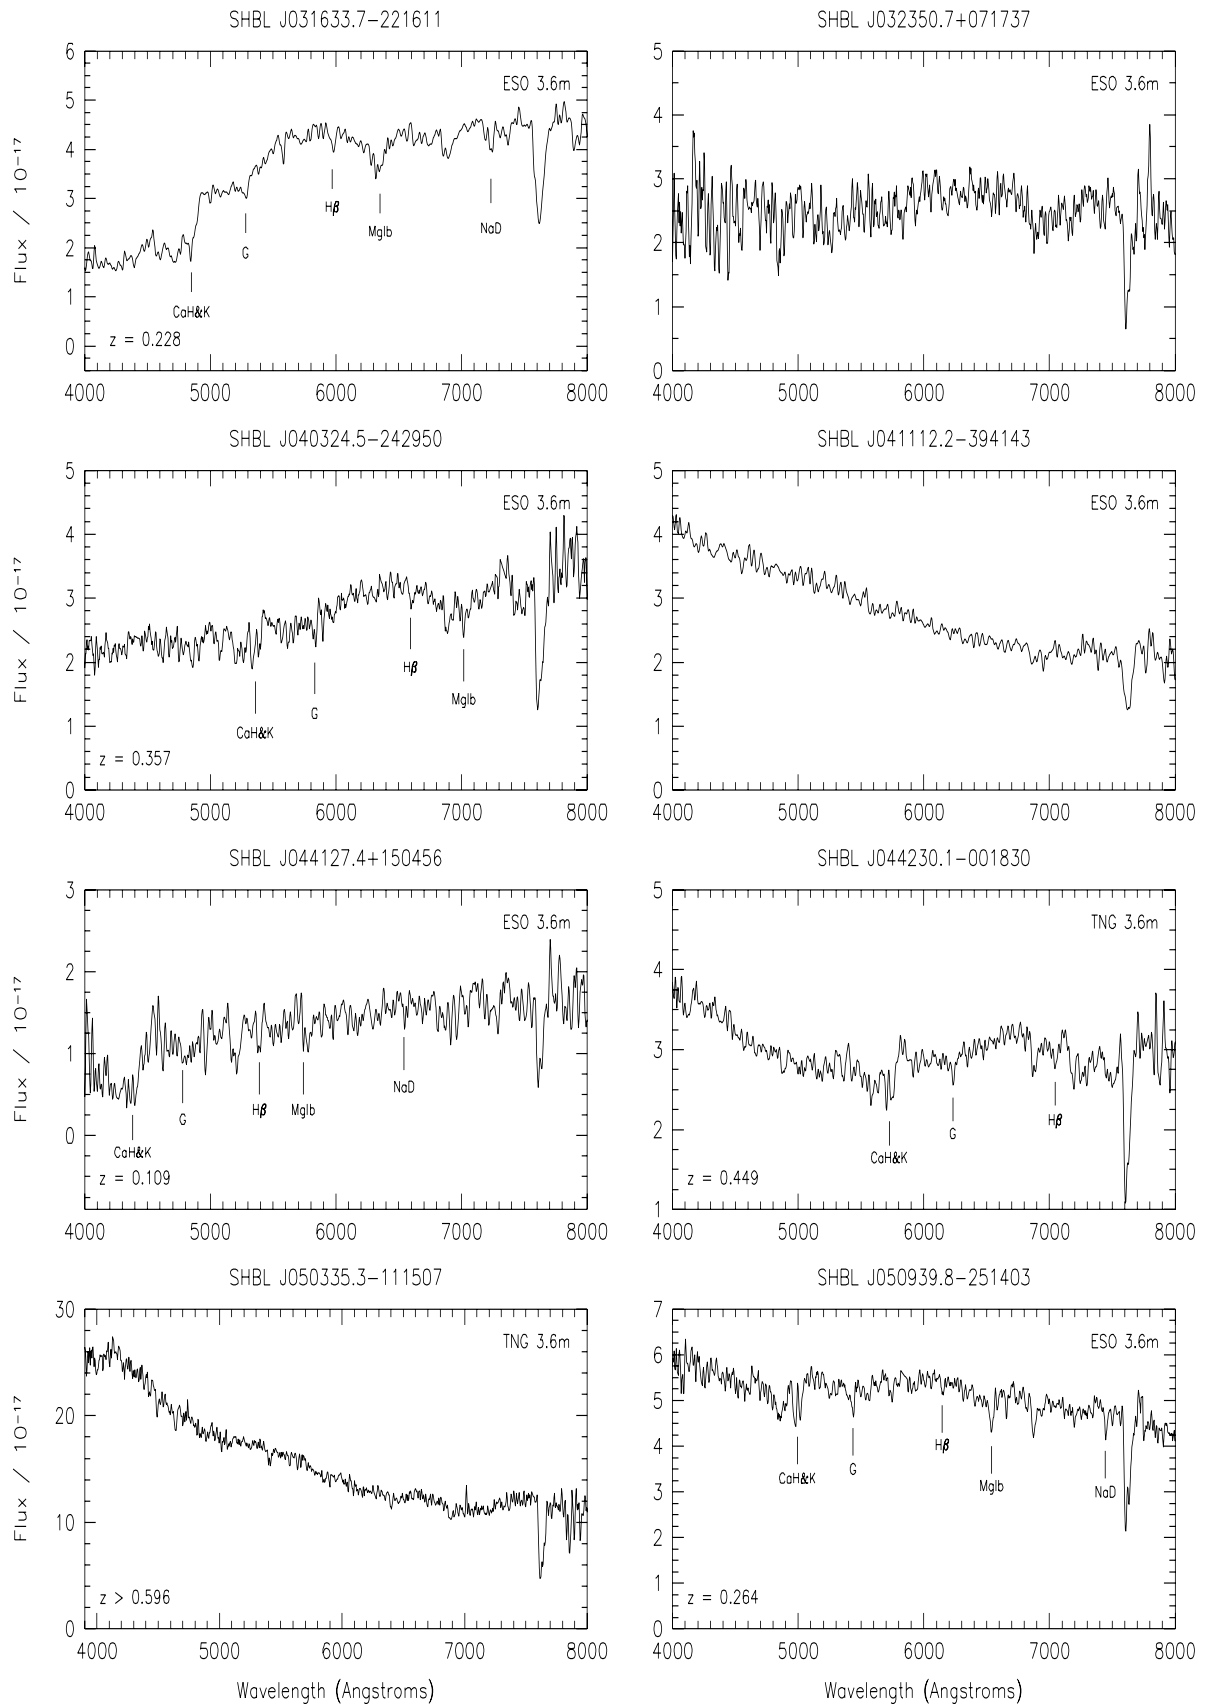 SHBL J031633.7−221611
6
5
4
3
2
1
0
Flux / 10⁻¹⁷
ESO 3.6m
Hβ
MgIb
NaD
G
CaH&K
z = 0.228
4000 5000 6000 7000 8000
SHBL J032350.7+071737
5
4
3
2
1
0
ESO 3.6m
4000 5000 6000 7000 8000
SHBL J040324.5−242950
5
4
3
2
1
0
Flux / 10⁻¹⁷
ESO 3.6m
Hβ
MgIb
G
CaH&K
z = 0.357
4000 5000 6000 7000 8000
SHBL J041112.2−394143
5
4
3
2
1
0
ESO 3.6m
4000 5000 6000 7000 8000
SHBL J044127.4+150456
3
2
1
0
Flux / 10⁻¹⁷
ESO 3.6m
NaD
G
Hβ
MgIb
CaH&K
z = 0.109
4000 5000 6000 7000 8000
SHBL J044230.1−001830
5
4
3
2
1
TNG 3.6m
Hβ
G
CaH&K
z = 0.449
4000 5000 6000 7000 8000
SHBL J050335.3−111507
30
20
10
0
Flux / 10⁻¹⁷
TNG 3.6m
z > 0.596
4000 5000 6000 7000 8000
Wavelength (Angstroms)
SHBL J050939.8−251403
7
6
5
4
3
2
1
0
ESO 3.6m
Hβ
G
CaH&K
MgIb
NaD
z = 0.264
4000 5000 6000 7000 8000
Wavelength (Angstroms)